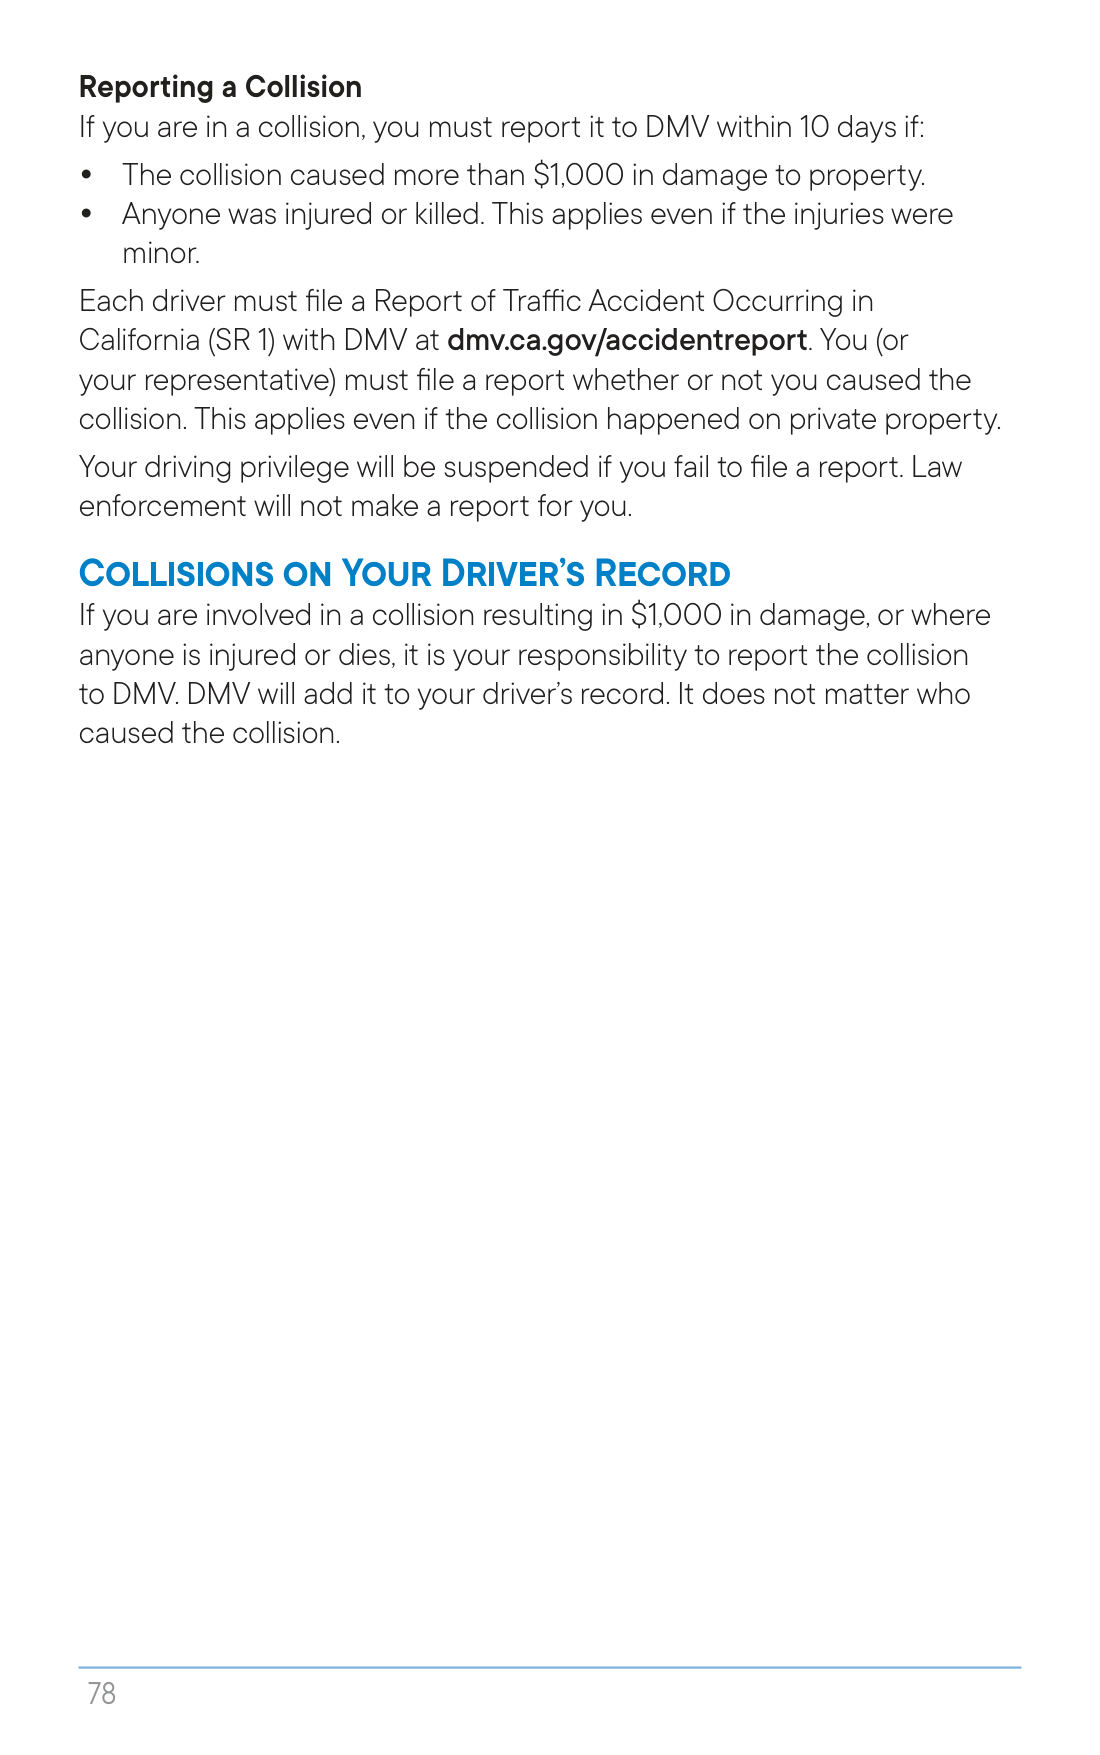 Reporting a Collision
If you are in a collision, you must report it to DMV within 10 days if:
• The collision caused more than $1,000 in damage to property.
• Anyone was injured or killed. This applies even if the injuries were
minor.
Each driver must file a Report of Traffic Accident Occurring in
California (SR 1) with DMV at dmv.ca.gov/accidentreport. You (or
your representative) must file a report whether or not you caused the
collision. This applies even if the collision happened on private property.
Your driving privilege will be suspended if you fail to file a report. Law
enforcement will not make a report for you.
Collisions on Your Driver’s Record
If you are involved in a collision resulting in $1,000 in damage, or where
anyone is injured or dies, it is your responsibility to report the collision
to DMV. DMV will add it to your driver’s record. It does not matter who
caused the collision.
78